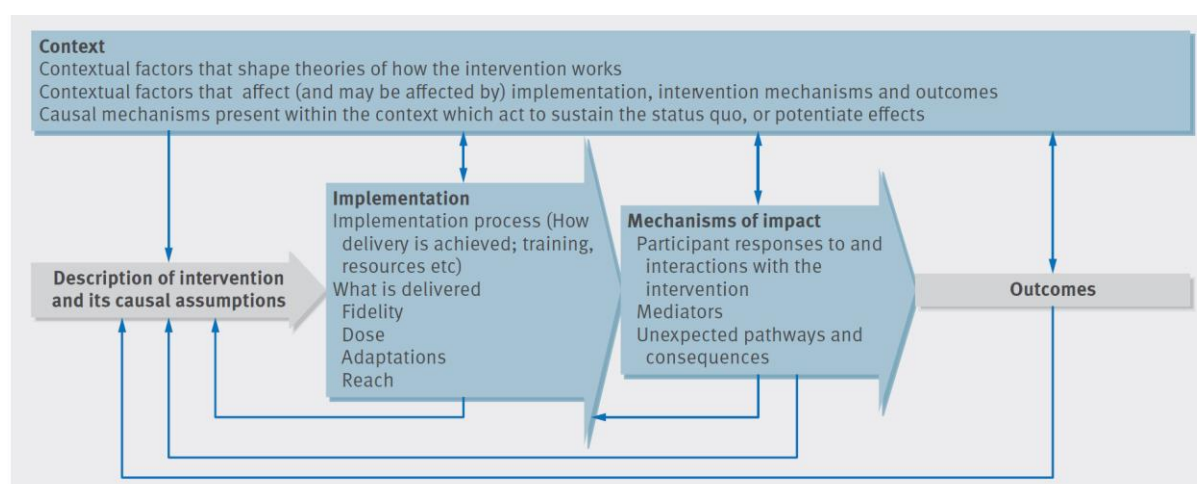 Context
Contextual factors that shape theories of how the intervention works
Contextual factors that affect (and may be affected by) implementation, intervention mechanisms and outcomes
Causal mechanisms present within the context which act to sustain the status quo, or potentiate effects
Description of intervention
and its causal assumptions
Implementation
Implementation process (How
delivery is achieved; training,
resources etc)
What is delivered
Fidelity
Dose
Adaptations
Reach
Mechanisms of impact
Participant responses to and
interactions with the
intervention
Mediators
Unexpected pathways and
consequences
Outcomes